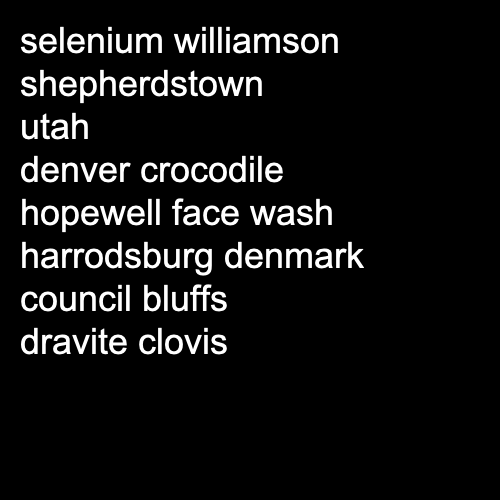 selenium williamson
shepherdstown
utah
denver crocodile
hopewell face wash
harrodsburg denmark
council bluffs
dravite clovis